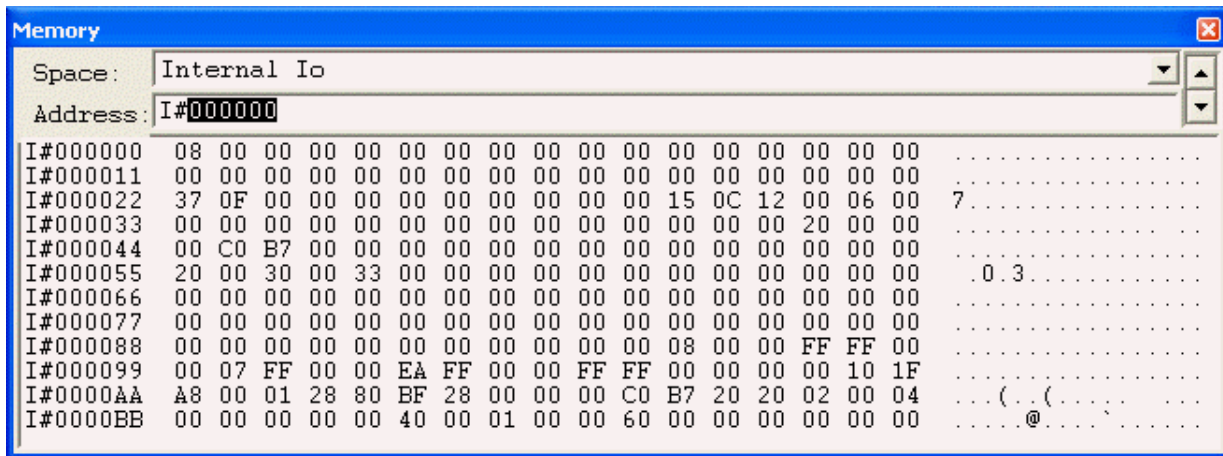 Memory
Space: Internal Io
Address: I#000000
I#000000 08 00 00 00 00 00 00 00 00 00 00 00 00 00 00 00 00 .................
I#000011 00 00 00 00 00 00 00 00 00 00 00 00 00 00 00 00 00 .................
I#000022 37 0F 00 00 00 00 00 00 00 00 00 15 0C 12 00 06 00 7................
I#000033 00 00 00 00 00 00 00 00 00 00 00 00 00 00 20 00 00 .............. ..
I#000044 00 C0 B7 00 00 00 00 00 00 00 00 00 00 00 00 00 00 .................
I#000055 20 00 30 00 33 00 00 00 00 00 00 00 00 00 00 00 00  .0.3............
I#000066 00 00 00 00 00 00 00 00 00 00 00 00 00 00 00 00 00 .................
I#000077 00 00 00 00 00 00 00 00 00 00 00 00 00 00 00 00 00 .................
I#000088 00 00 00 00 00 00 00 00 00 00 00 08 00 00 FF FF 00 .................
I#000099 00 07 FF 00 00 EA FF 00 00 FF FF 00 00 00 00 10 1F .................
I#0000AA A8 00 01 28 80 BF 28 00 00 00 C0 B7 20 20 02 00 04 ...(..(.....  ...
I#0000BB 00 00 00 00 00 40 00 01 00 00 60 00 00 00 00 00 00 .....@....`......